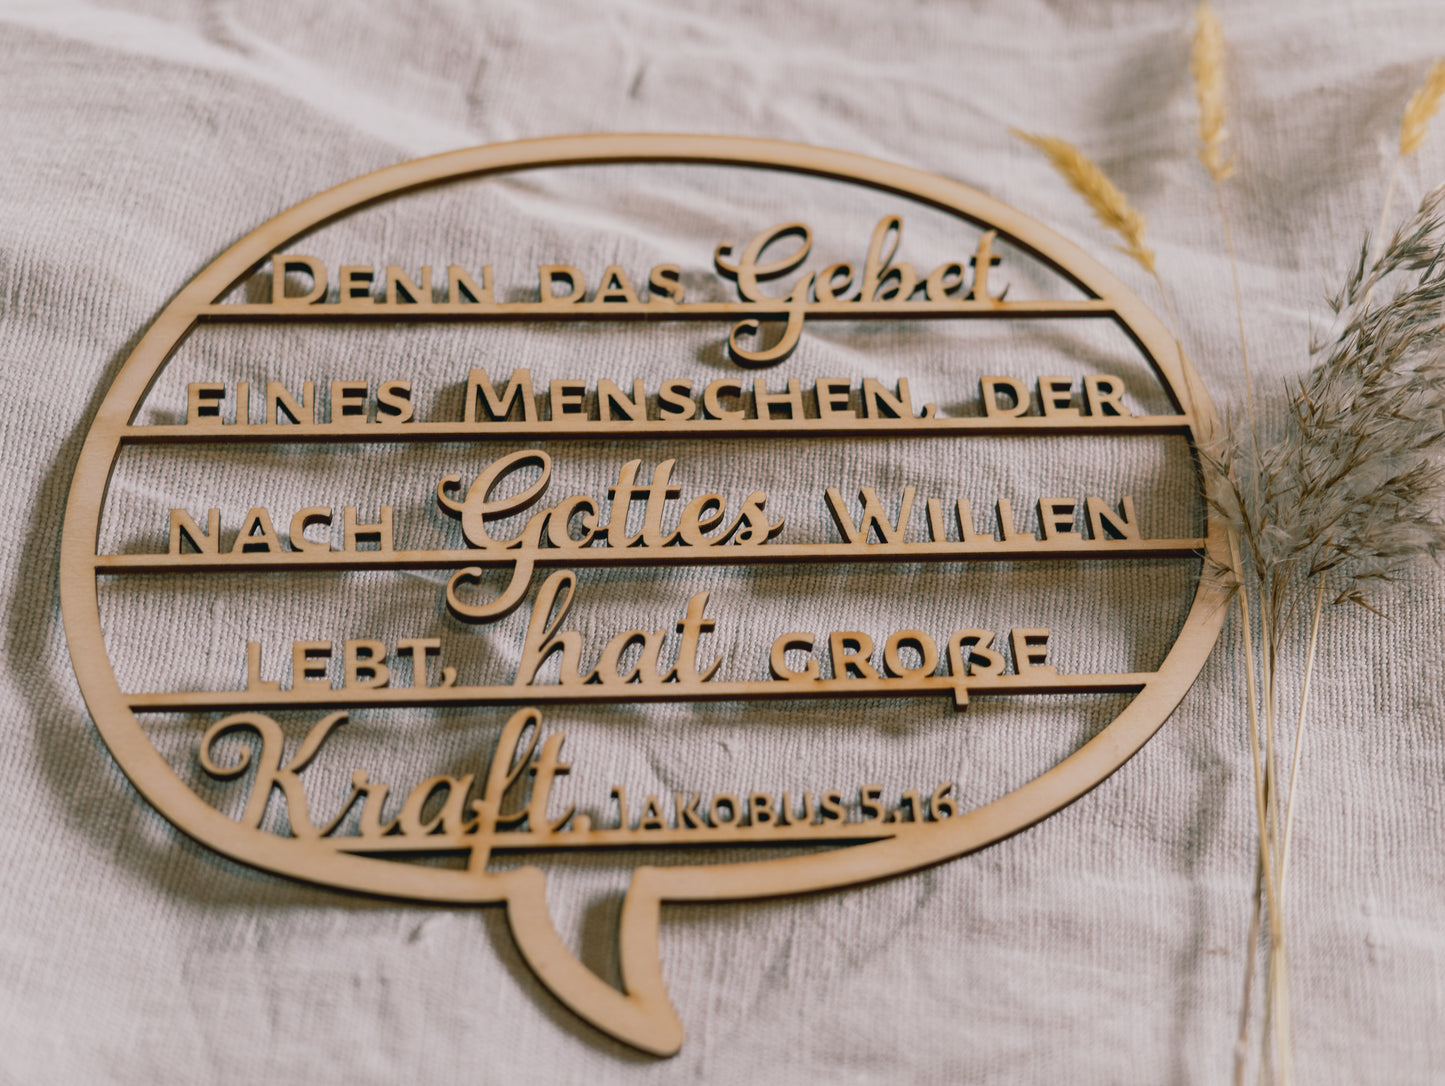 Denn das Gebet
eines Menschen, der
nach Gottes Willen
lebt, hat große
Kraft. Jakobus 5,16